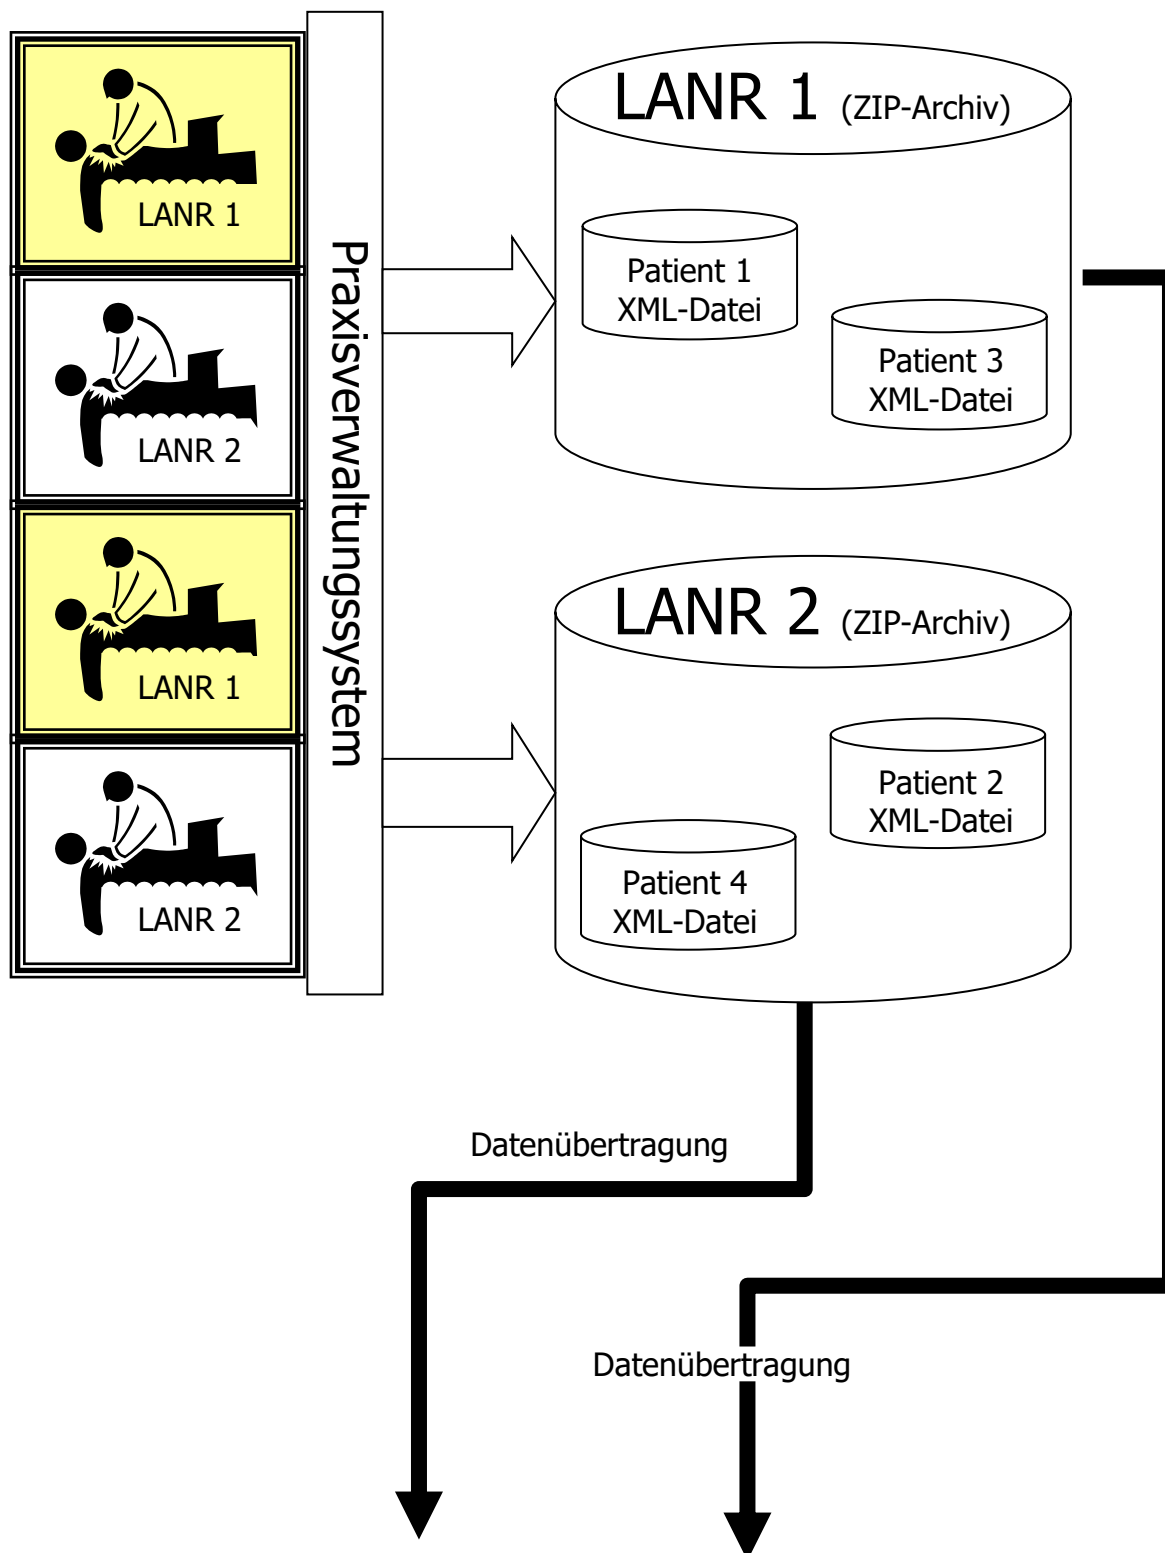 LANR 1
LANR 2
LANR 1
LANR 2
Praxisverwaltungssystem
LANR 1 (ZIP-Archiv)
Patient 1
XML-Datei
Patient 3
XML-Datei
LANR 2 (ZIP-Archiv)
Patient 2
XML-Datei
Patient 4
XML-Datei
Datenübertragung
Datenübertragung